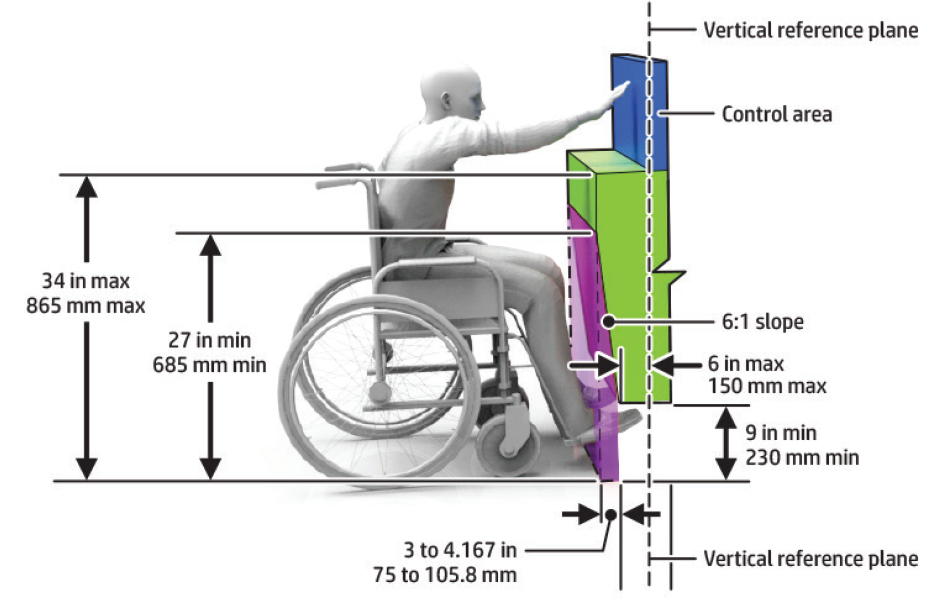 Vertical reference plane
Control area
34 in max
865 mm max
27 in min
685 mm min
6:1 slope
6 in max
150 mm max
9 in min
230 mm min
3 to 4.167 in
75 to 105.8 mm
Vertical reference plane